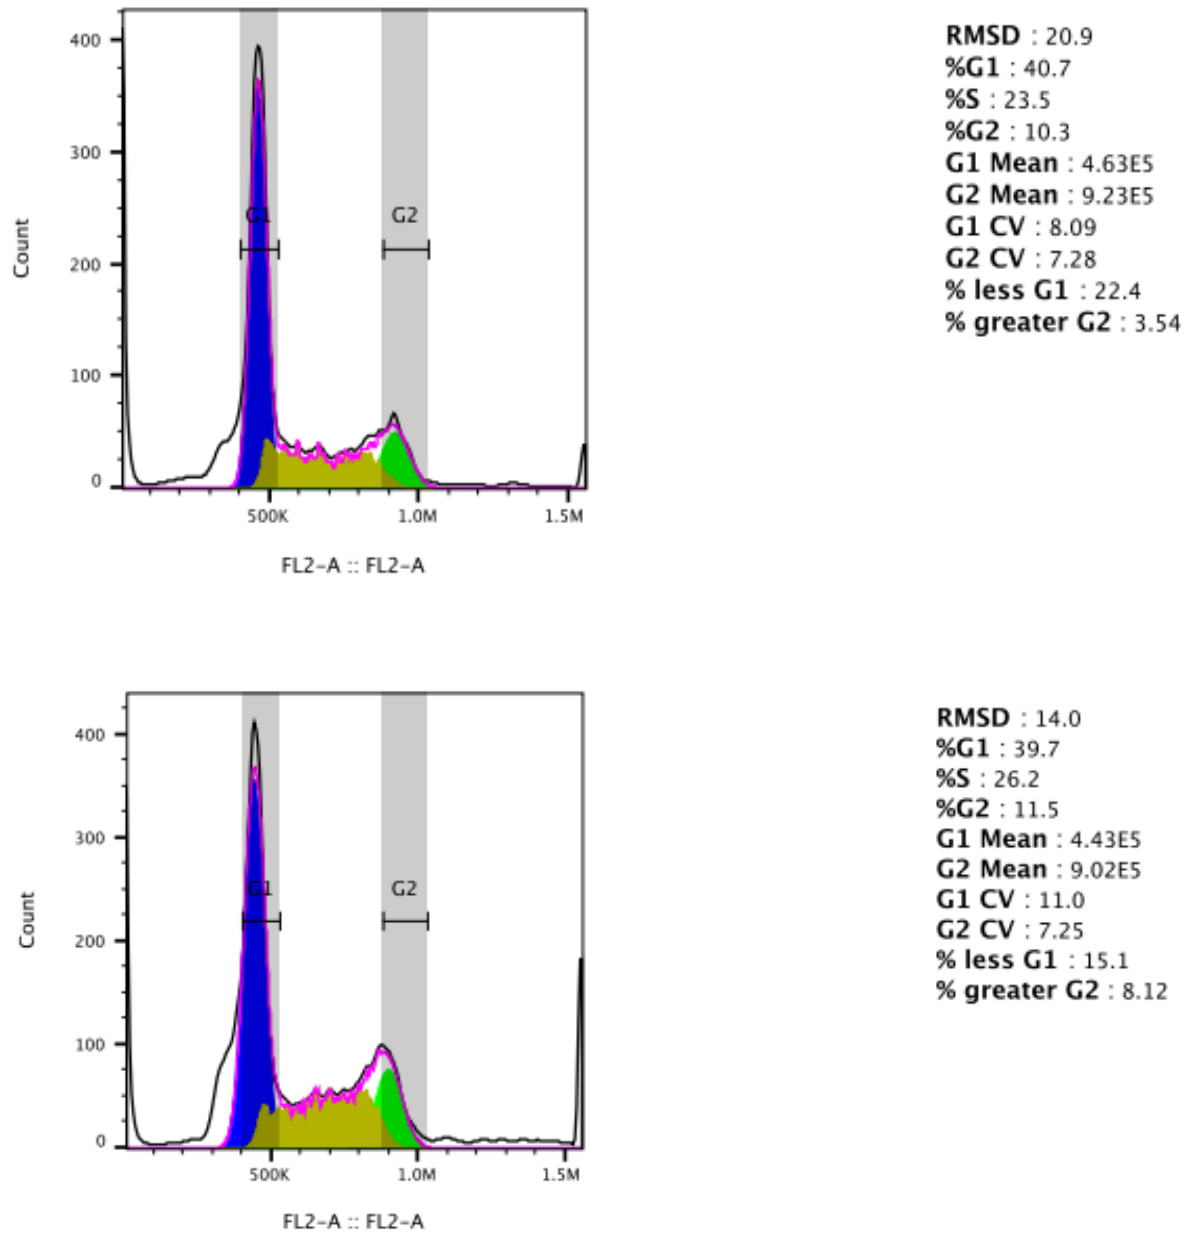 400
300
200
100
0
Count
G1
G2
500K
1.0M
1.5M
FL2-A :: FL2-A
RMSD : 20.9
%G1 : 40.7
%S : 23.5
%G2 : 10.3
G1 Mean : 4.63E5
G2 Mean : 9.23E5
G1 CV : 8.09
G2 CV : 7.28
% less G1 : 22.4
% greater G2 : 3.54
400
300
200
100
0
Count
G1
G2
500K
1.0M
1.5M
FL2-A :: FL2-A
RMSD : 14.0
%G1 : 39.7
%S : 26.2
%G2 : 11.5
G1 Mean : 4.43E5
G2 Mean : 9.02E5
G1 CV : 11.0
G2 CV : 7.25
% less G1 : 15.1
% greater G2 : 8.12